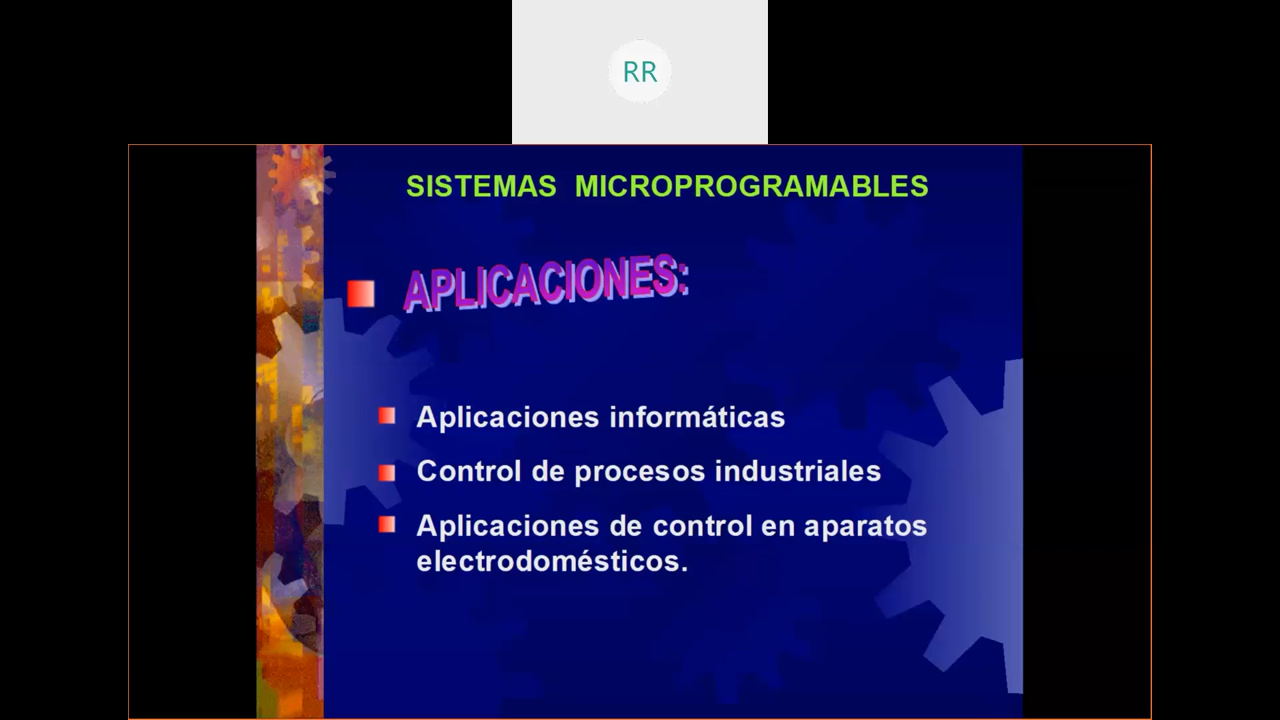 RR
SISTEMAS MICROPROGRAMABLES
APLICACIONES:
Aplicaciones informáticas
Control de procesos industriales
Aplicaciones de control en aparatos
electrodomésticos.